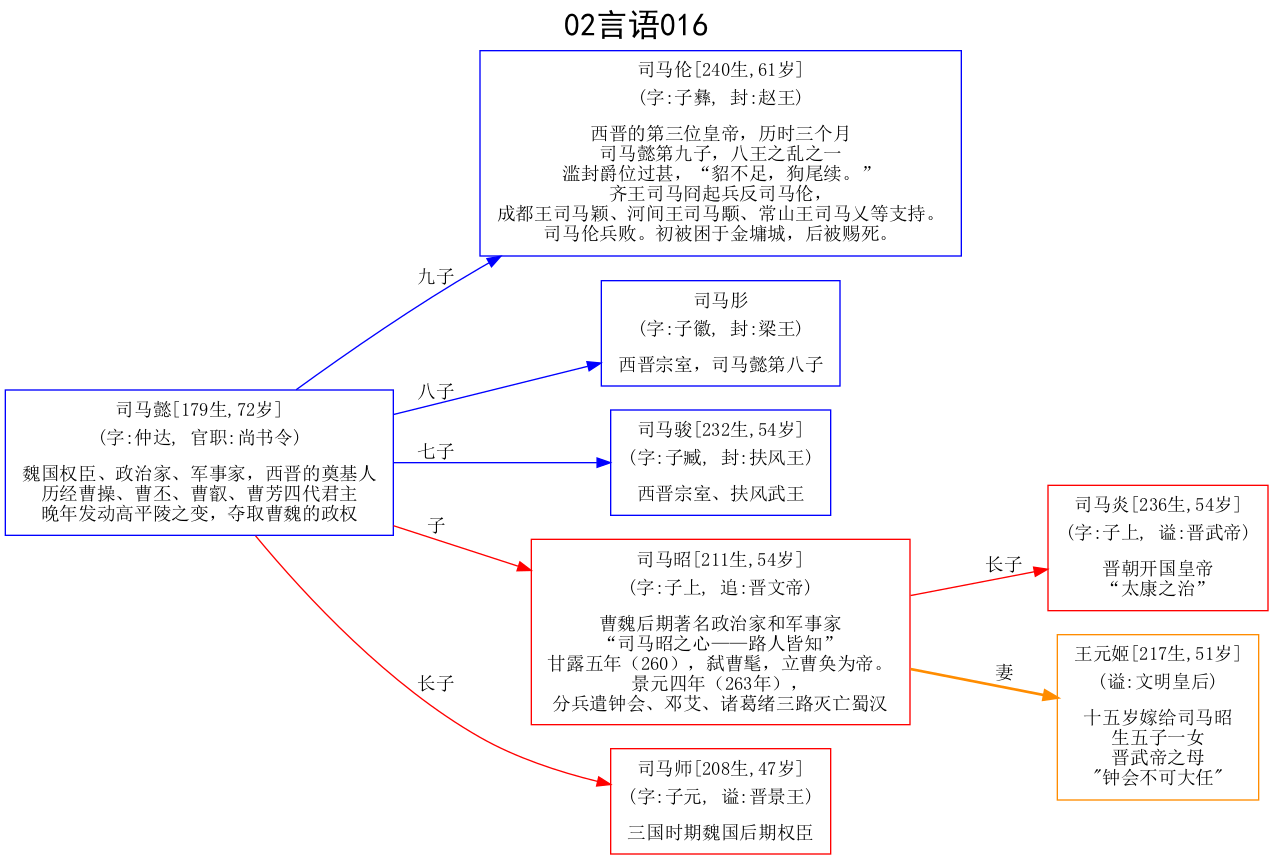 02言语016
司马伦[240生,61岁]
(字:子彝, 封:赵王)
西晋的第三位皇帝，历时三个月
司马懿第九子，八王之乱之一
滥封爵位过甚，“貂不足，狗尾续。”
齐王司马冏起兵反司马伦，
成都王司马颖、河间王司马颙、常山王司马乂等支持。
司马伦兵败。初被困于金墉城，后被赐死。
九子
司马肜
(字:子徽, 封:梁王)
西晋宗室，司马懿第八子
八子
司马懿[179生,72岁]
(字:仲达, 官职:尚书令)
魏国权臣、政治家、军事家，西晋的奠基人
历经曹操、曹丕、曹叡、曹芳四代君主
晚年发动高平陵之变，夺取曹魏的政权
七子
司马骏[232生,54岁]
(字:子臧, 封:扶风王)
西晋宗室、扶风武王
子
司马昭[211生,54岁]
(字:子上, 追:晋文帝)
曹魏后期著名政治家和军事家
“司马昭之心——路人皆知”
甘露五年（260），弑曹髦，立曹奂为帝。
景元四年（263年），
分兵遣钟会、邓艾、诸葛绪三路灭亡蜀汉
长子
司马炎[236生,54岁]
(字:子上, 谥:晋武帝)
晋朝开国皇帝
“太康之治”
妻
王元姬[217生,51岁]
(谥:文明皇后)
十五岁嫁给司马昭
生五子一女
晋武帝之母
"钟会不可大任"
长子
司马师[208生,47岁]
(字:子元, 谥:晋景王)
三国时期魏国后期权臣